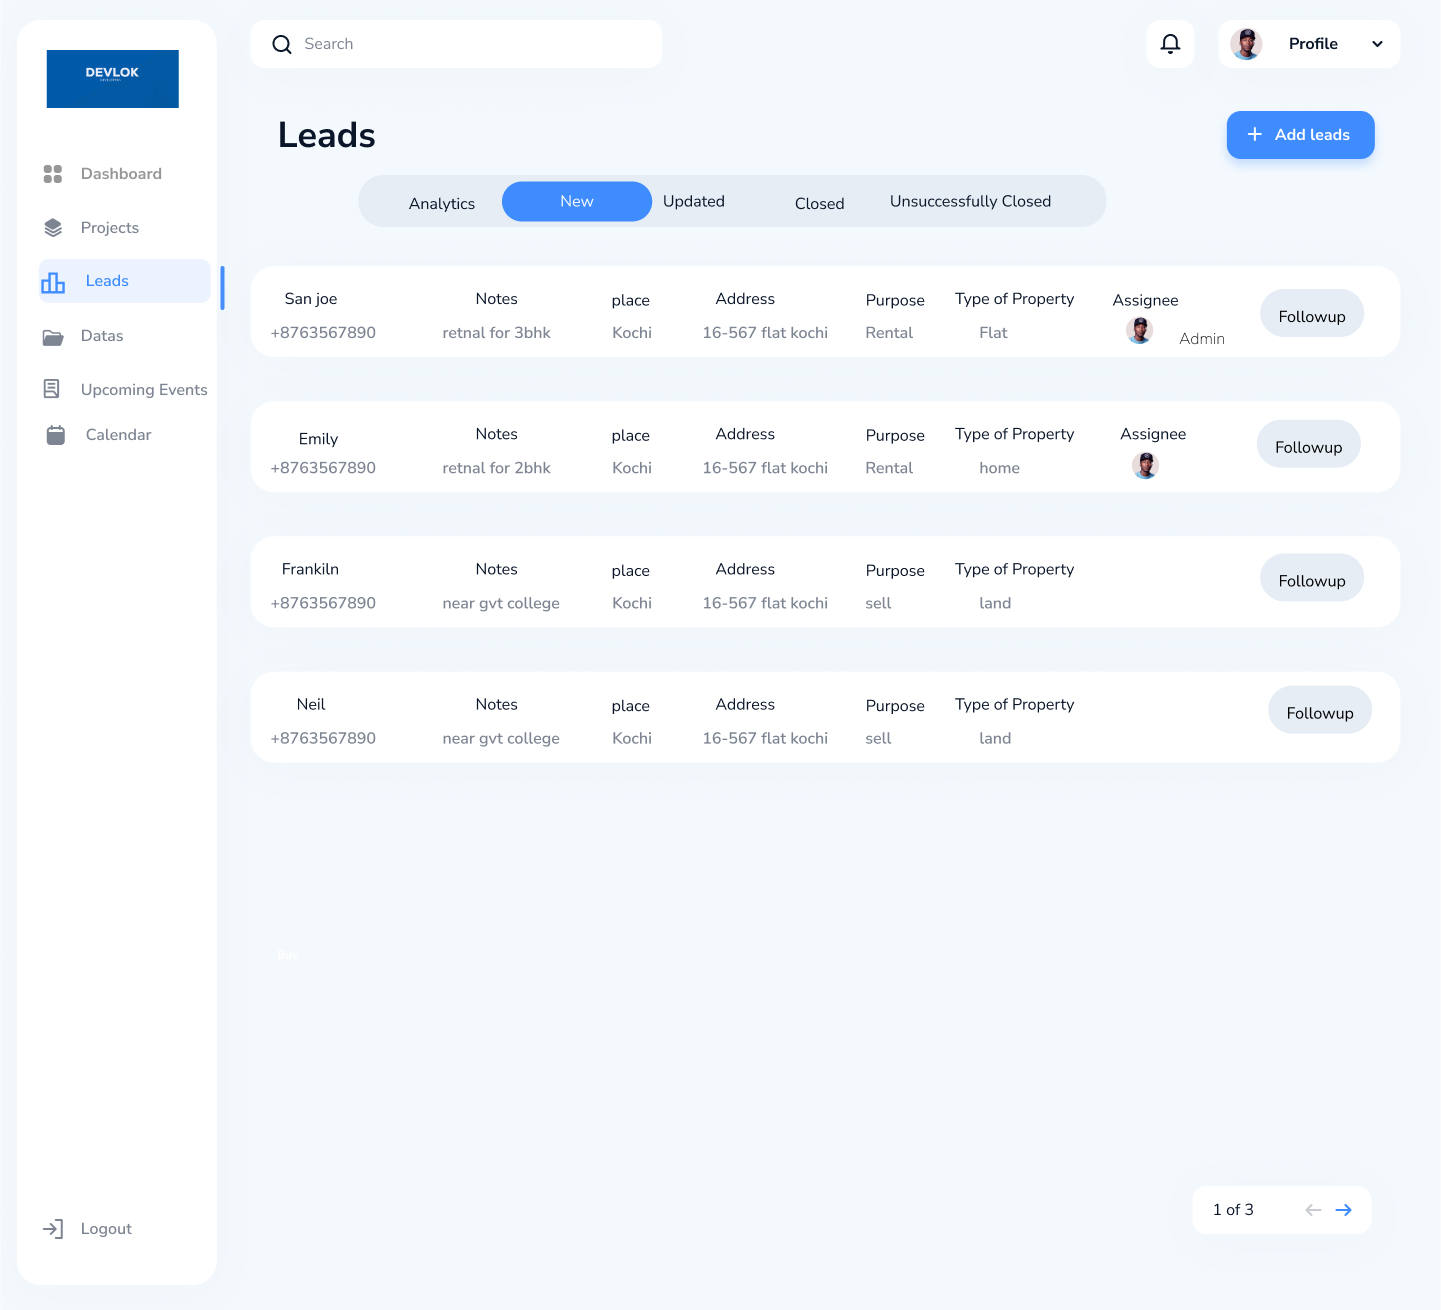 DEVLOK
DEVELOPERS
Search
Profile
Leads
+ Add leads
Analytics New Updated Closed Unsuccessfully Closed
Dashboard
Projects
Leads
Datas
Upcoming Events
Calendar
Logout
San joe Notes place Address Purpose Type of Property Assignee
+8763567890 retnal for 3bhk Kochi 16-567 flat kochi Rental Flat Admin
Followup
Emily Notes place Address Purpose Type of Property Assignee
+8763567890 retnal for 2bhk Kochi 16-567 flat kochi Rental home
Followup
Frankiln Notes place Address Purpose Type of Property
+8763567890 near gvt college Kochi 16-567 flat kochi sell land
Followup
Neil Notes place Address Purpose Type of Property
+8763567890 near gvt college Kochi 16-567 flat kochi sell land
Followup
Buy
1 of 3